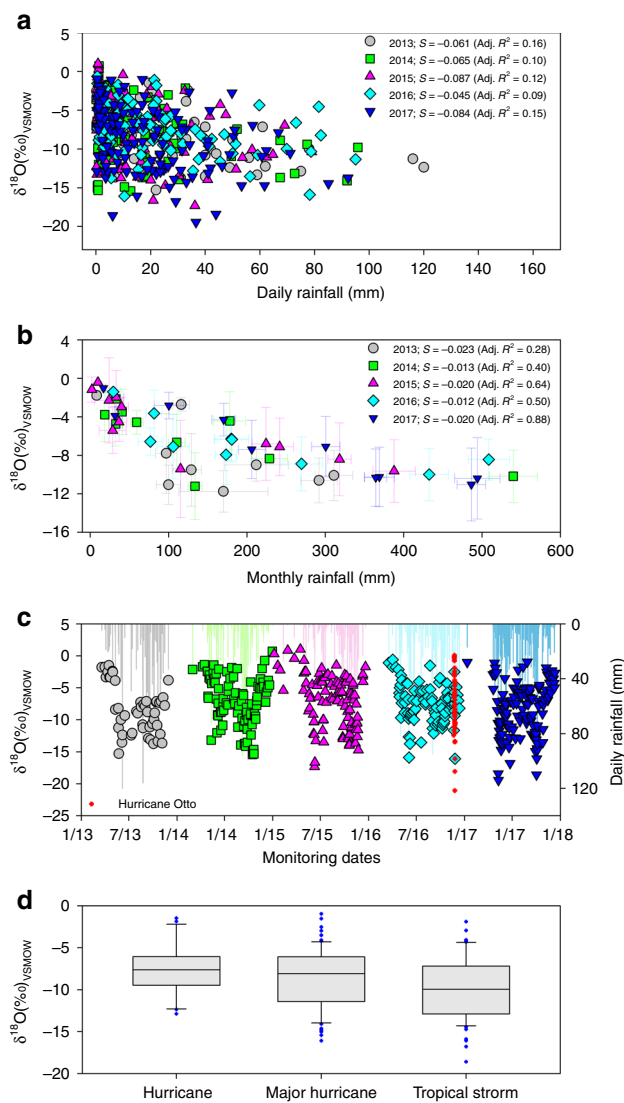 a
5
0
−5
−10
−15
−20
δ18O(‰)VSMOW
2013; S = −0.061 (Adj. R2 = 0.16)
2014; S = −0.065 (Adj. R2 = 0.10)
2015; S = −0.087 (Adj. R2 = 0.12)
2016; S = −0.045 (Adj. R2 = 0.09)
2017; S = −0.084 (Adj. R2 = 0.15)
0 20 40 60 80 100 120 140 160
Daily rainfall (mm)
b
4
0
−4
−8
−12
−16
δ18O(‰)VSMOW
2013; S = −0.023 (Adj. R2 = 0.28)
2014; S = −0.013 (Adj. R2 = 0.40)
2015; S = −0.020 (Adj. R2 = 0.64)
2016; S = −0.012 (Adj. R2 = 0.50)
2017; S = −0.020 (Adj. R2 = 0.88)
0 100 200 300 400 500 600
Monthly rainfall (mm)
c
5
0
−5
−10
−15
−20
−25
δ18O(‰)VSMOW
0
40
80
120
Daily rainfall (mm)
Hurricane Otto
1/13 7/13 1/14 1/14 1/15 7/15 1/16 7/16 1/17 1/17 1/18
Monitoring dates
d
0
−5
−10
−15
−20
δ18O(‰)VSMOW
Hurricane Major hurricane Tropical strorm